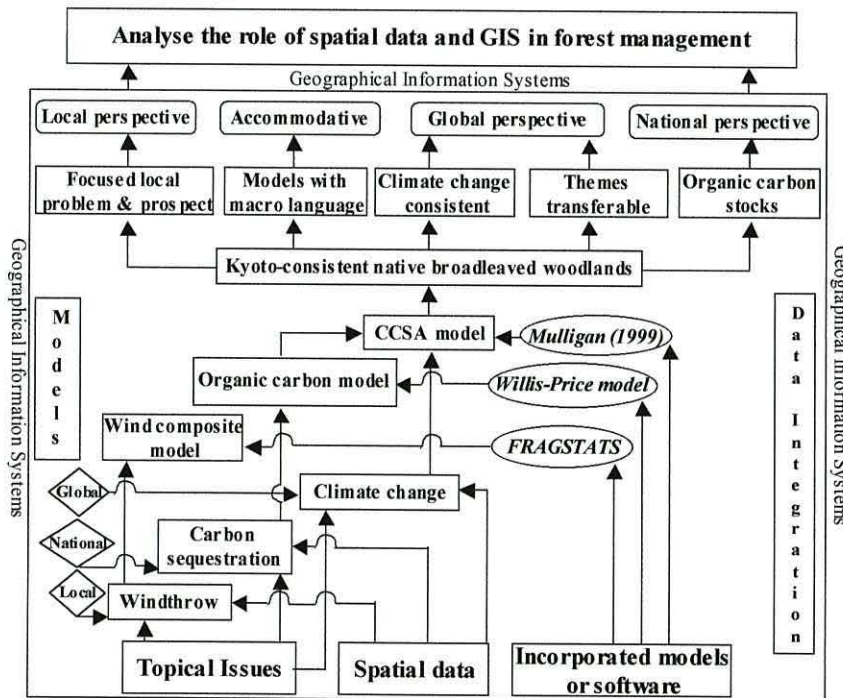 Analyse the role of spatial data and GIS in forest management
Geographical Information Systems
Local perspective
Accommodative
Global perspective
National perspective
Focused local
problem & prospect
Models with
macro language
Climate change
consistent
Themes
transferable
Organic carbon
stocks
Kyoto-consistent native broadleaved woodlands
Geographical Information Systems
Geographical Information Systems
Models
Data Integration
CCSA model
Mulligan (1999)
Organic carbon model
Willis-Price model
Wind composite
model
FRAGSTATS
Global
Climate change
National
Carbon
sequestration
Local
Windthrow
Topical Issues
Spatial data
Incorporated models
or software